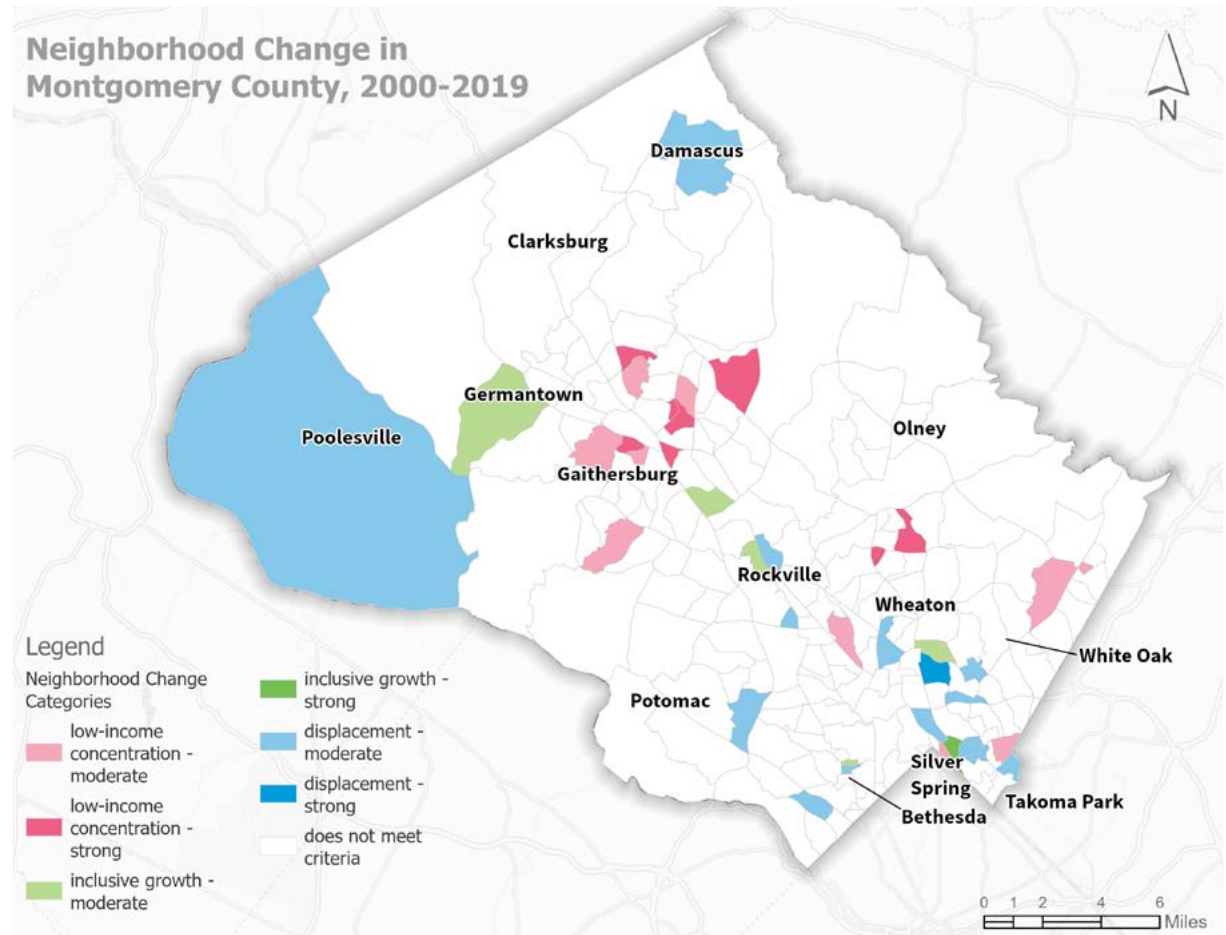 Neighborhood Change in
Montgomery County, 2000-2019
N
Damascus
Clarksburg
Germantown
Poolesville
Olney
Gaithersburg
Rockville
Wheaton
White Oak
Potomac
Silver
Spring
Takoma Park
Bethesda
Legend
Neighborhood Change
Categories
low-income
concentration -
moderate
low-income
concentration -
strong
inclusive growth -
moderate
inclusive growth -
strong
displacement -
moderate
displacement -
strong
does not meet
criteria
0 1 2 4 6
Miles